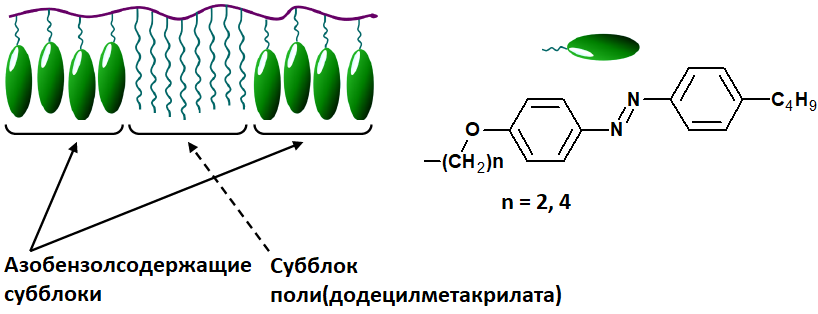 O
N
N
C4H9
(CH2)n
n = 2, 4
Азобензолсодержащие
субблоки
Субблок
поли(додецилметакрилата)